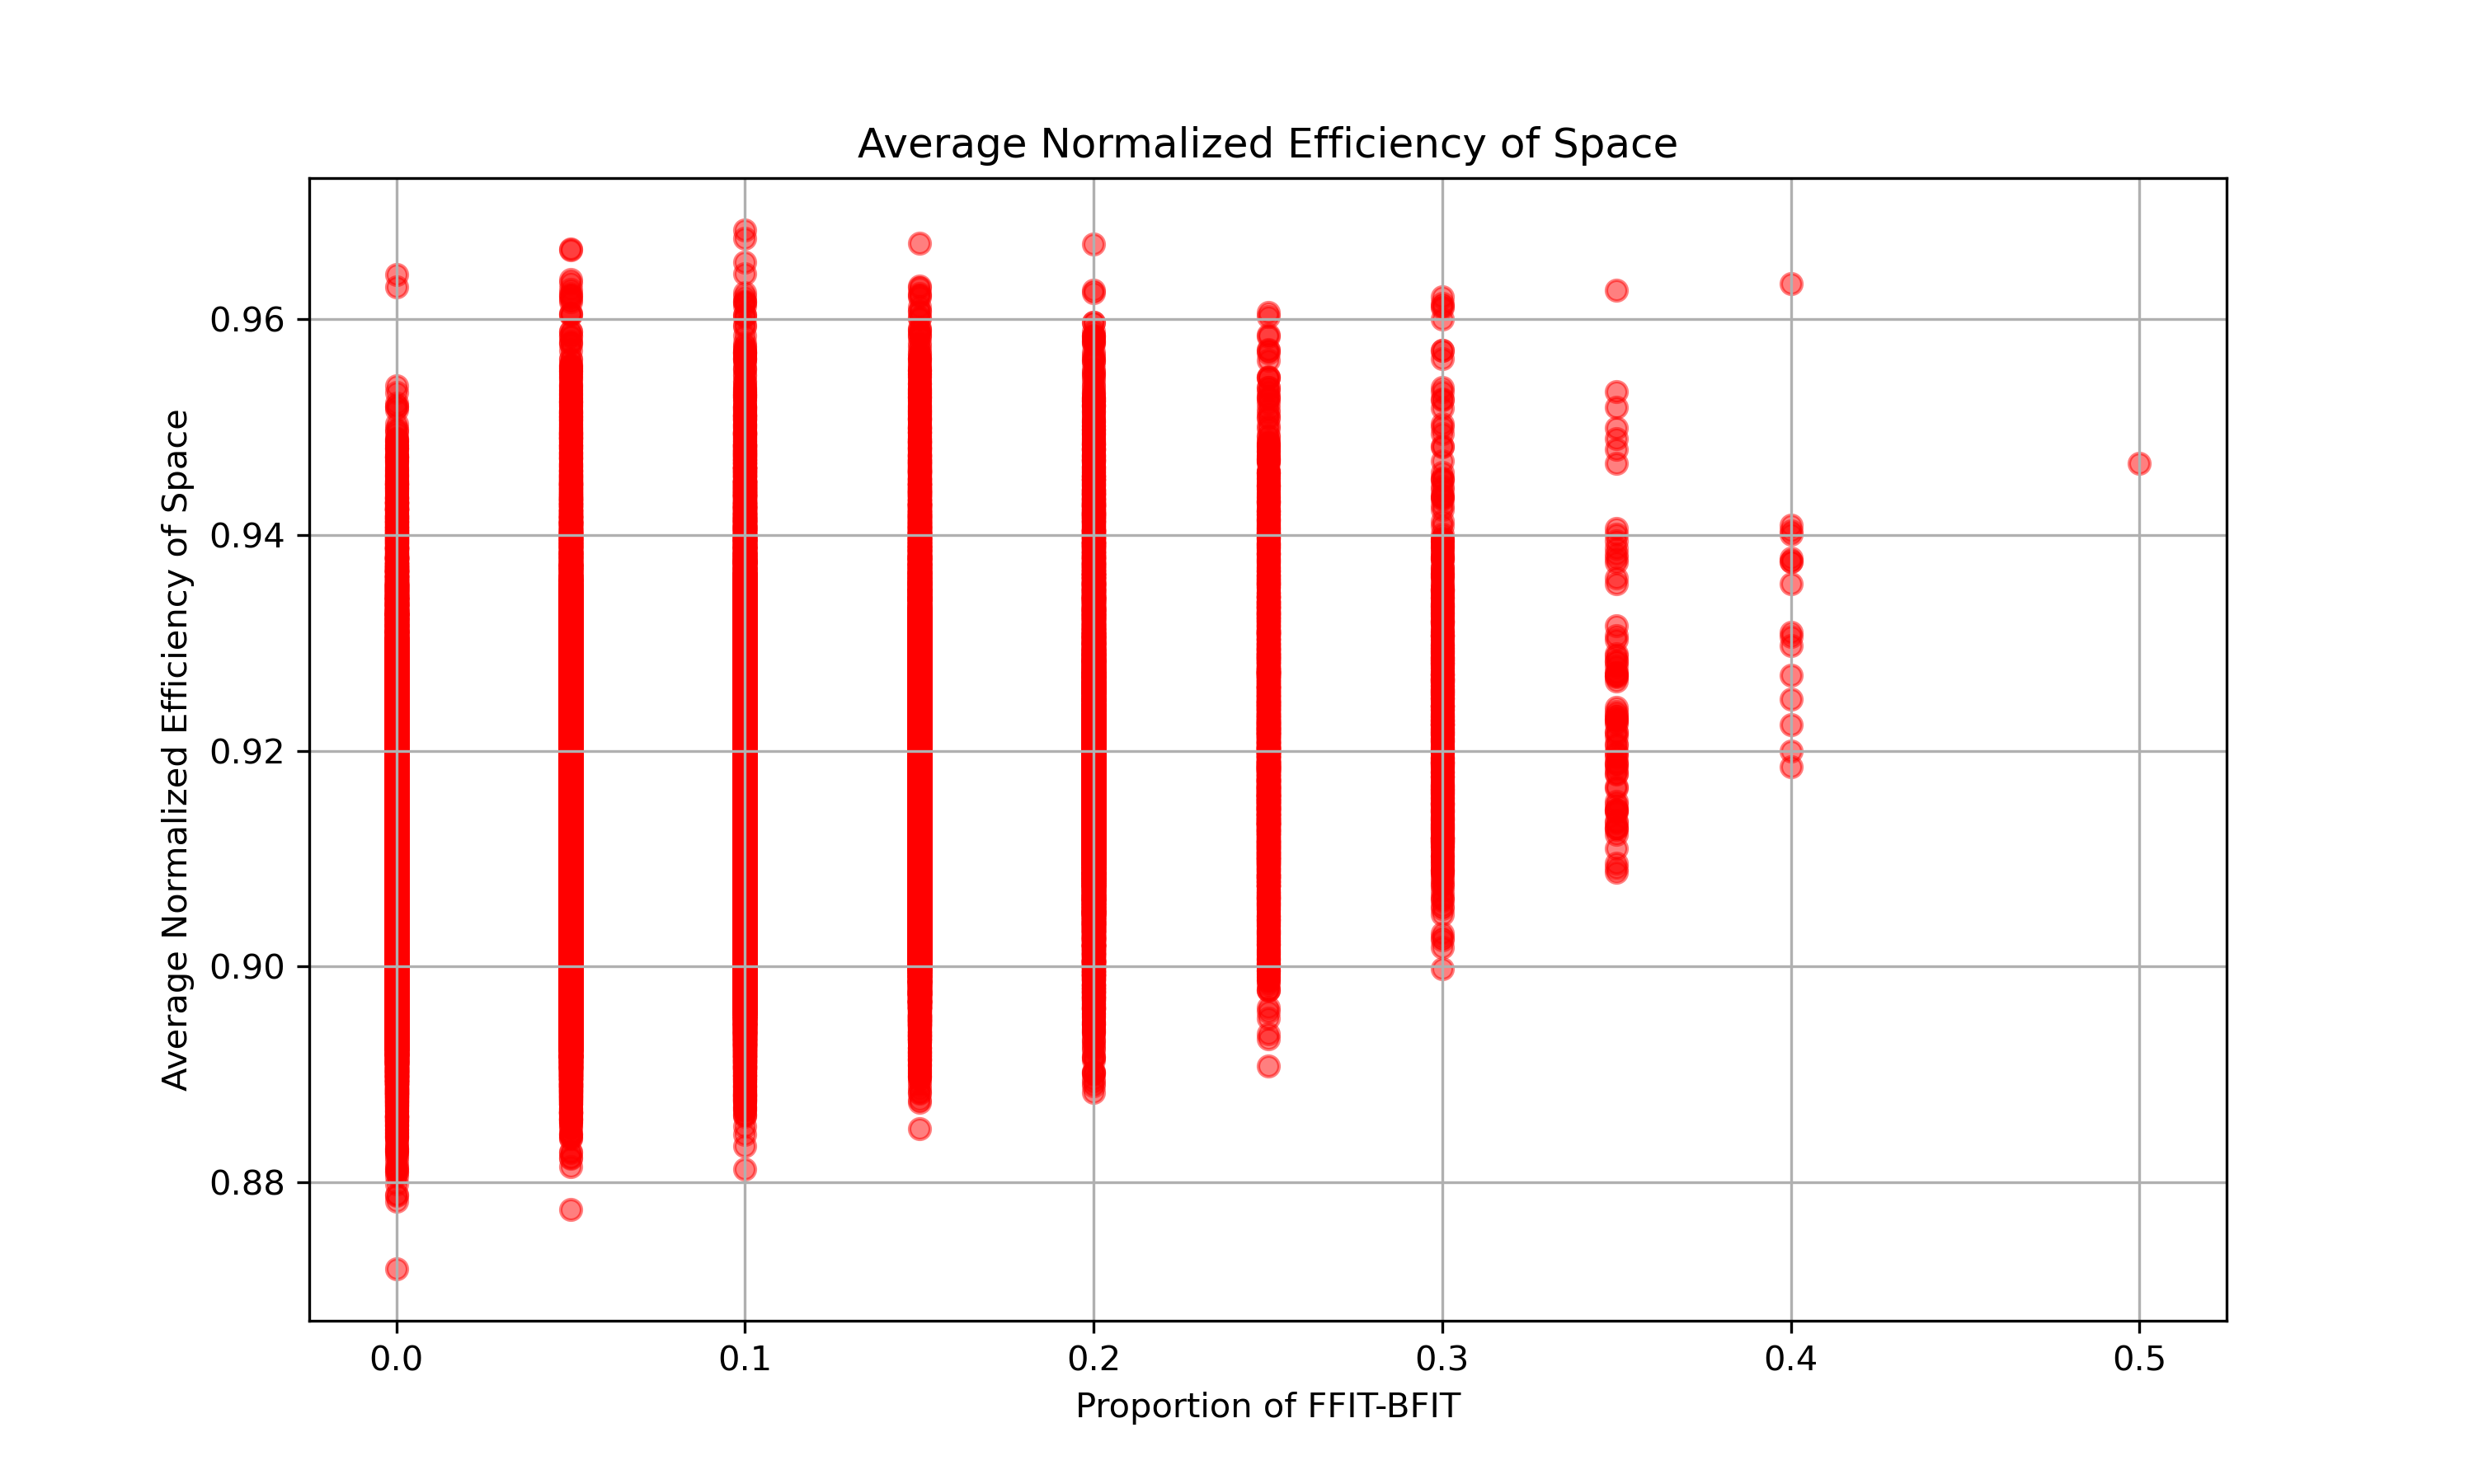 Average Normalized Efficiency of Space
Average Normalized Efficiency of Space
0.96
0.94
0.92
0.90
0.88
0.0 0.1 0.2 0.3 0.4 0.5
Proportion of FFIT-BFIT